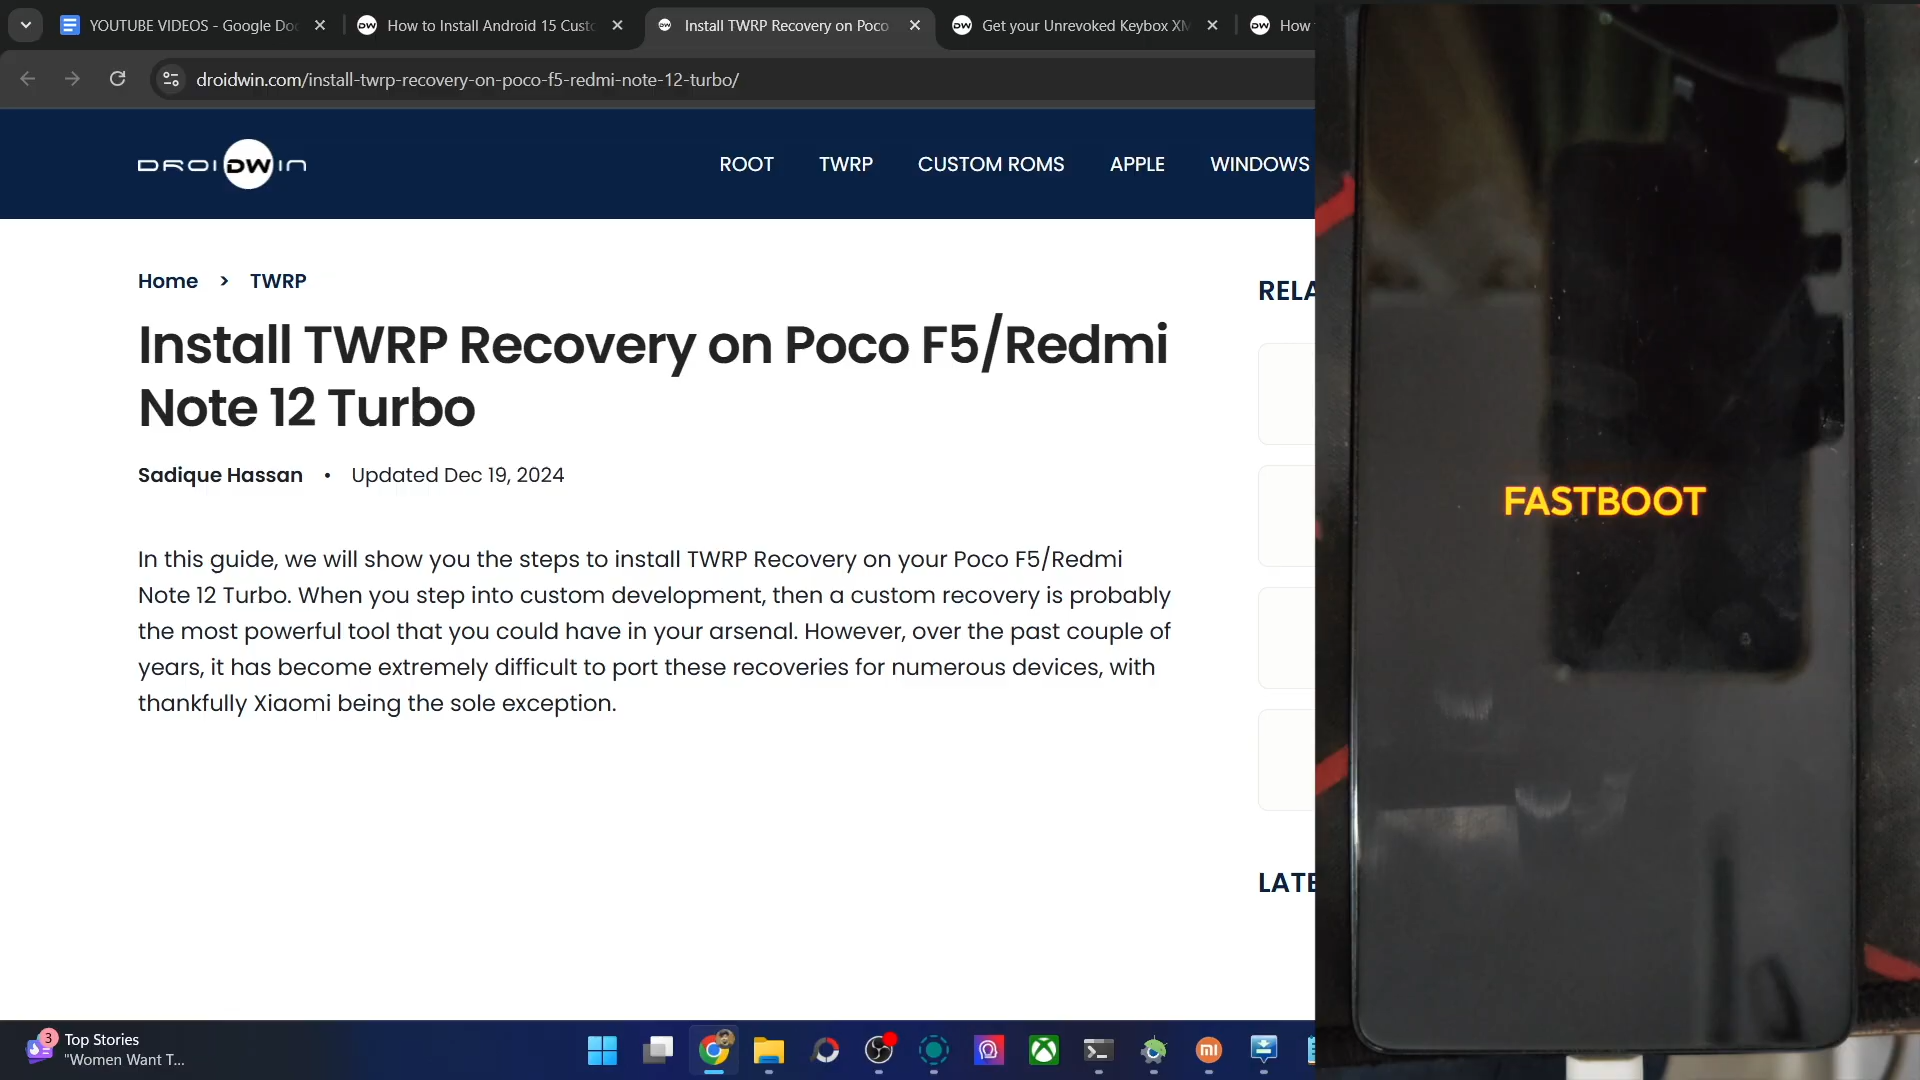 YOUTUBE VIDEOS - Google Do
How to Install Android 15 Custo
Install TWRP Recovery on Poco
Get your Unrevoked Keybox XM
How
droidwin.com/install-twrp-recovery-on-poco-f5-redmi-note-12-turbo/
DROIDWIN
ROOT
TWRP
CUSTOM ROMS
APPLE
WINDOWS
Home > TWRP
Install TWRP Recovery on Poco F5/Redmi
Note 12 Turbo
Sadique Hassan • Updated Dec 19, 2024
In this guide, we will show you the steps to install TWRP Recovery on your Poco F5/Redmi
Note 12 Turbo. When you step into custom development, then a custom recovery is probably
the most powerful tool that you could have in your arsenal. However, over the past couple of
years, it has become extremely difficult to port these recoveries for numerous devices, with
thankfully Xiaomi being the sole exception.
RELA
LATE
FASTBOOT
3
Top Stories
"Women Want T...